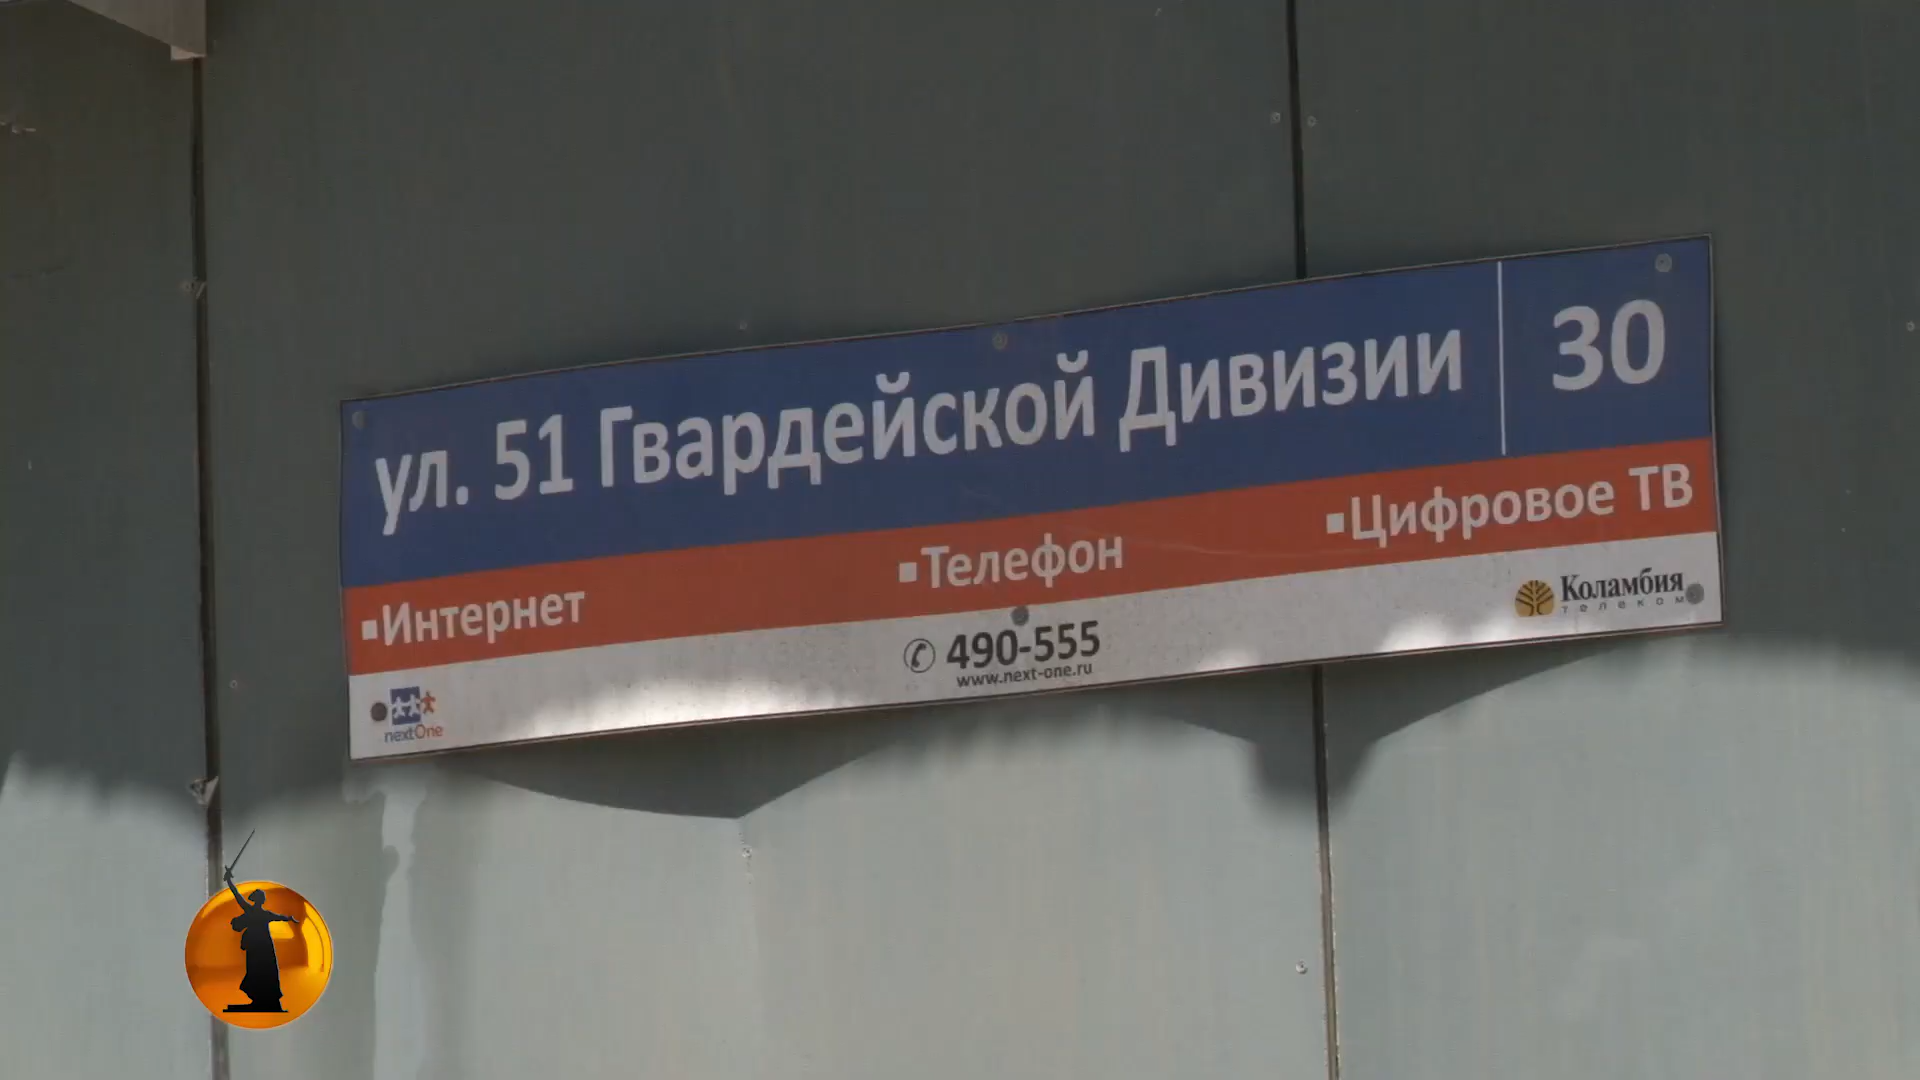 ул. 51 Гвардейской Дивизии 30
▪Интернет ▪Телефон ▪Цифровое ТВ
490-555
www.next-one.ru
nextOne
Коламбия
телеком